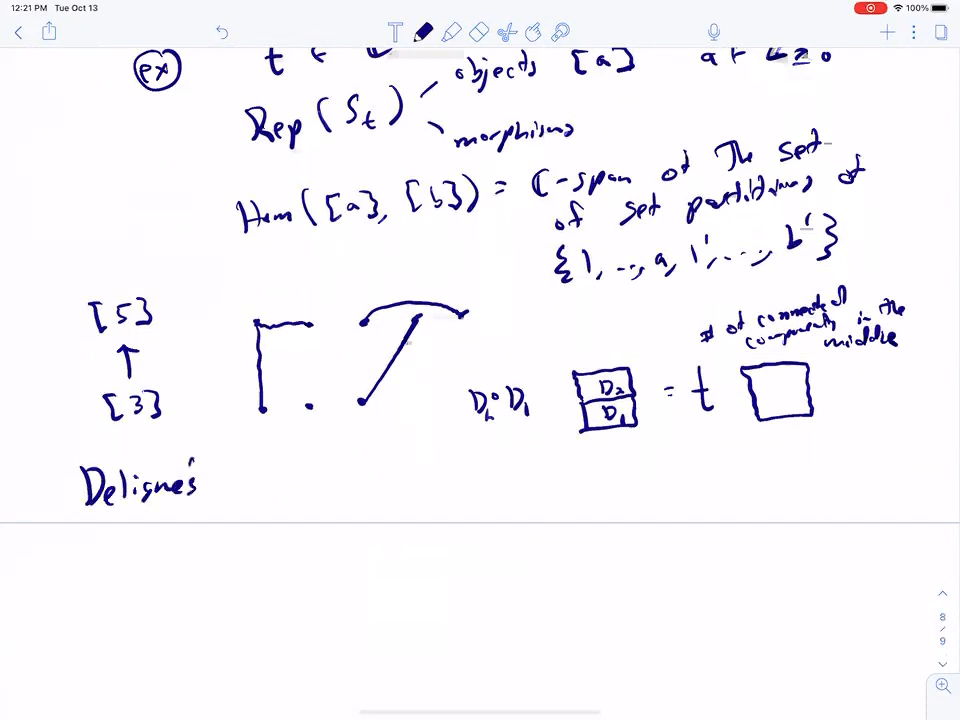 12:21 PM Tue Oct 13
100%
ex
t ∈ [a] a ∈ ℤ≥0
objects
Rep(S_t)
morphisms
Hom([a], [b]) = ℂ-span of the set
of set partitions of
{1, ..., a, 1', ..., b'}
[5]
↑
[3]
# of connected
components in the
middle
D₂∘D₁ D₂ = t
D₁
Deligne's
8
/
9